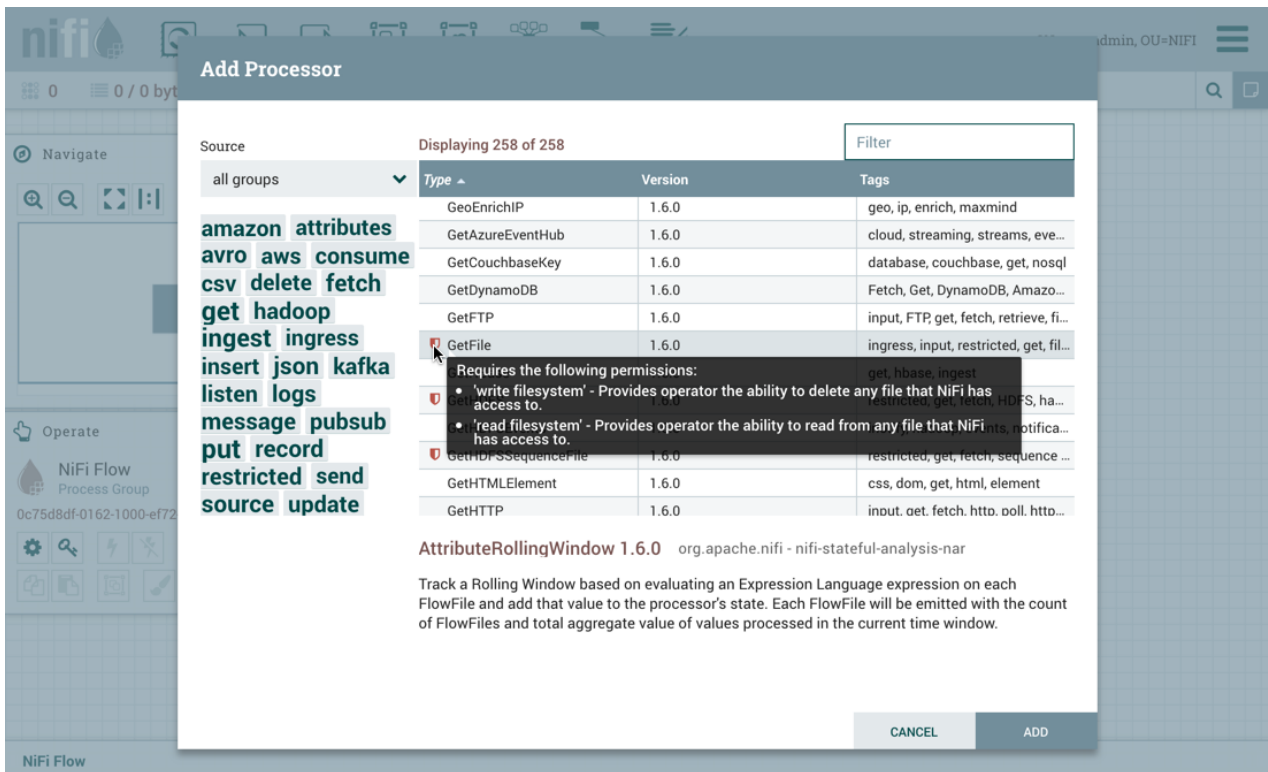 nifi
admin, OU=NIFI
Add Processor
0
0 / 0 byt
Navigate
Source
Displaying 258 of 258
Filter
all groups
Type
Version
Tags
amazon attributes
avro aws consume
csv delete fetch
get hadoop
ingest ingress
insert json kafka
listen logs
message pubsub
put record
restricted send
source update
GeoEnrichIP 1.6.0 geo, ip, enrich, maxmind
GetAzureEventHub 1.6.0 cloud, streaming, streams, eve...
GetCouchbaseKey 1.6.0 database, couchbase, get, nosql
GetDynamoDB 1.6.0 Fetch, Get, DynamoDB, Amazo...
GetFTP 1.6.0 input, FTP, get, fetch, retrieve, fi...
GetFile 1.6.0 ingress, input, restricted, get, fil...
get, hbase, ingest
Requires the following permissions:
• 'write filesystem' - Provides operator the ability to delete any file that NiFi has
access to.
• 'read filesystem' - Provides operator the ability to read from any file that NiFi
has access to.
restricted, get, fetch, HDFS, ha...
notifica...
GetHDFSSequenceFile 1.6.0 restricted, get, fetch, sequence ...
GetHTMLElement 1.6.0 css, dom, get, html, element
GetHTTP 1.6.0 input, get, fetch, http, poll, http...
Operate
NiFi Flow
Process Group
0c75d8df-0162-1000-ef72
AttributeRollingWindow 1.6.0 org.apache.nifi - nifi-stateful-analysis-nar
Track a Rolling Window based on evaluating an Expression Language expression on each
FlowFile and add that value to the processor's state. Each FlowFile will be emitted with the count
of FlowFiles and total aggregate value of values processed in the current time window.
CANCEL
ADD
NiFi Flow